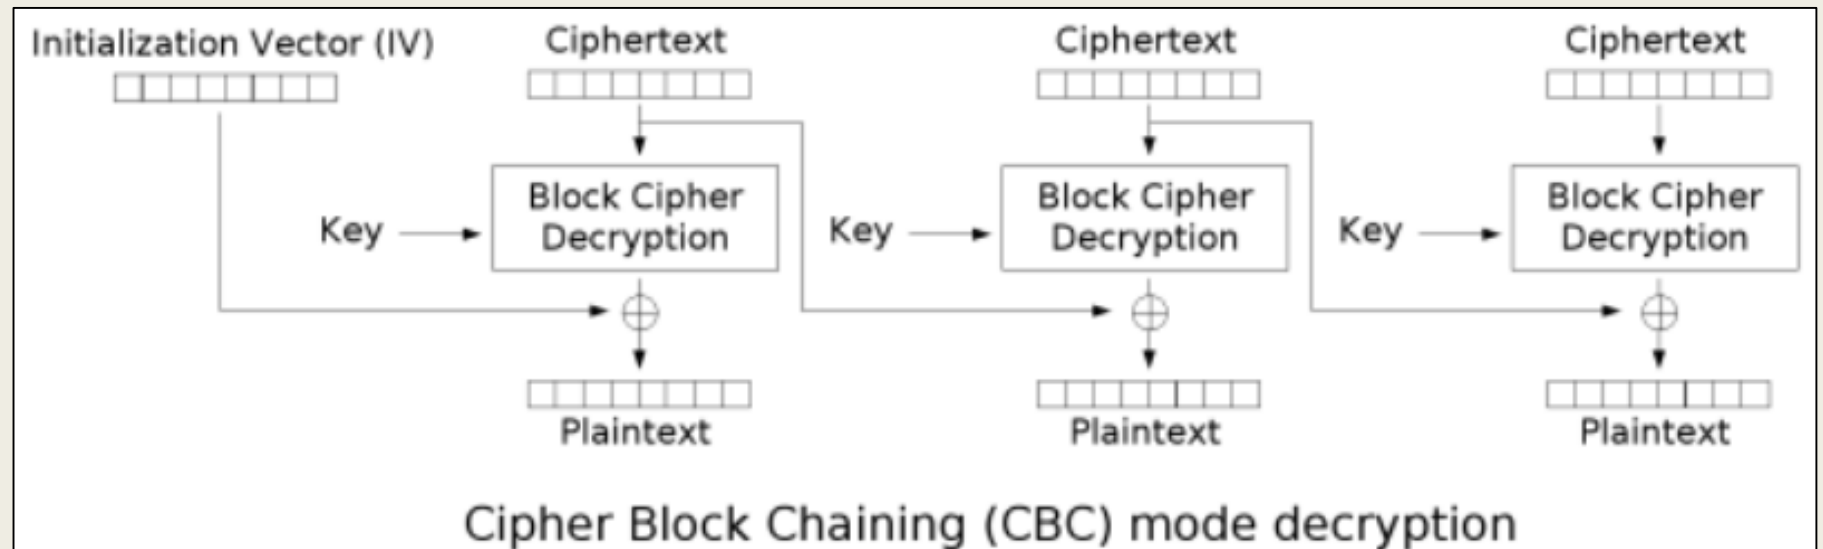 Initialization Vector (IV)
Ciphertext
Ciphertext
Ciphertext
Key
Block Cipher
Decryption
Key
Block Cipher
Decryption
Key
Block Cipher
Decryption
Plaintext
Plaintext
Plaintext
Cipher Block Chaining (CBC) mode decryption